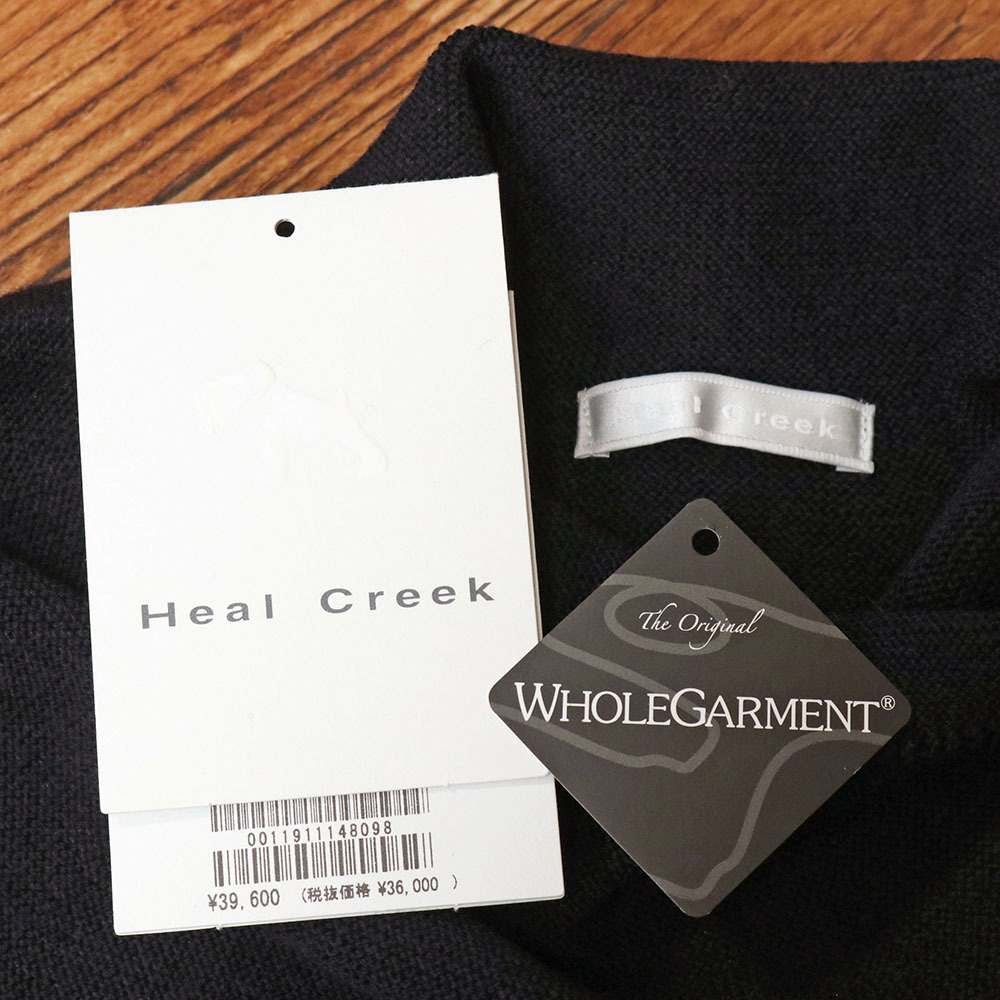 Heal Creek
Heal Creek
The Original
WHOLEGARMENT®
0011911148098
¥39,600 (税抜価格 ¥36,000 )